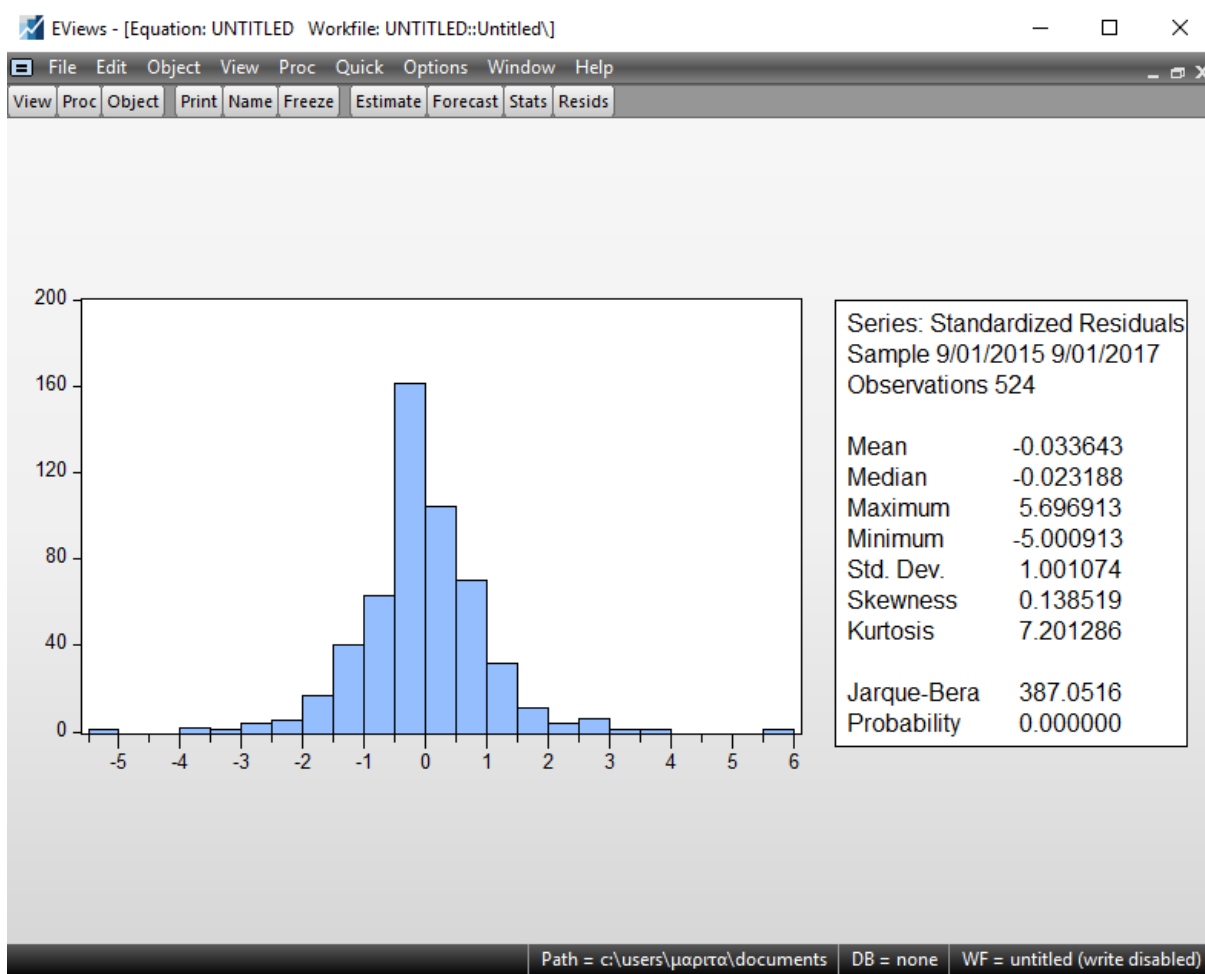 EViews - [Equation: UNTITLED   Workfile: UNTITLED::Untitled\]
File Edit Object View Proc Quick Options Window Help
View Proc Object Print Name Freeze Estimate Forecast Stats Resids
200
160
120
80
40
0
-5 -4 -3 -2 -1 0 1 2 3 4 5 6
Series: Standardized Residuals
Sample 9/01/2015 9/01/2017
Observations 524
Mean -0.033643
Median -0.023188
Maximum 5.696913
Minimum -5.000913
Std. Dev. 1.001074
Skewness 0.138519
Kurtosis 7.201286
Jarque-Bera 387.0516
Probability 0.000000
Path = c:\users\μαριτα\documents DB = none WF = untitled (write disabled)